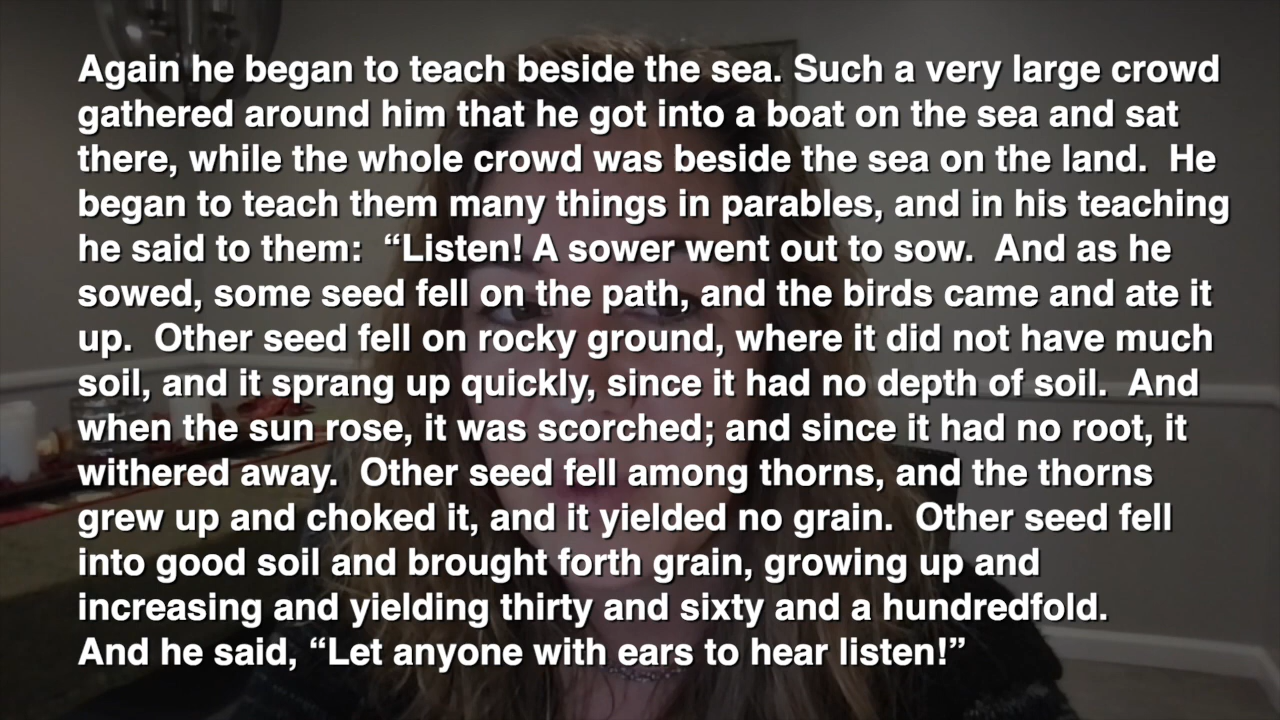 Again he began to teach beside the sea. Such a very large crowd
gathered around him that he got into a boat on the sea and sat
there, while the whole crowd was beside the sea on the land.  He
began to teach them many things in parables, and in his teaching
he said to them:  “Listen! A sower went out to sow.  And as he
sowed, some seed fell on the path, and the birds came and ate it
up.  Other seed fell on rocky ground, where it did not have much
soil, and it sprang up quickly, since it had no depth of soil.  And
when the sun rose, it was scorched; and since it had no root, it
withered away.  Other seed fell among thorns, and the thorns
grew up and choked it, and it yielded no grain.  Other seed fell
into good soil and brought forth grain, growing up and
increasing and yielding thirty and sixty and a hundredfold.
And he said, “Let anyone with ears to hear listen!”